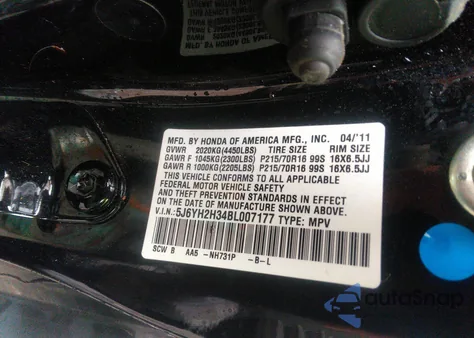 MFD. BY HONDA OF AMERICA MFG., INC. 04/'11
GVWR 2020KG(4450LBS) TIRE SIZE RIM SIZE
GAWR F 1045KG(2300LBS) P215/70R16 99S 16X6.5JJ
GAWR R 1000KG(2205LBS) P215/70R16 99S 16X6.5JJ
THIS VEHICLE CONFORMS TO ALL APPLICABLE
FEDERAL MOTOR VEHICLE SAFETY
STANDARDS IN EFFECT ON THE DATE OF
DATE OF MANUFACTURE SHOWN ABOVE.
V.I.N.:5J6YH2H34BL007177 TYPE: MPV
SCW B AA5 -NH731P -B-L
autoSnap